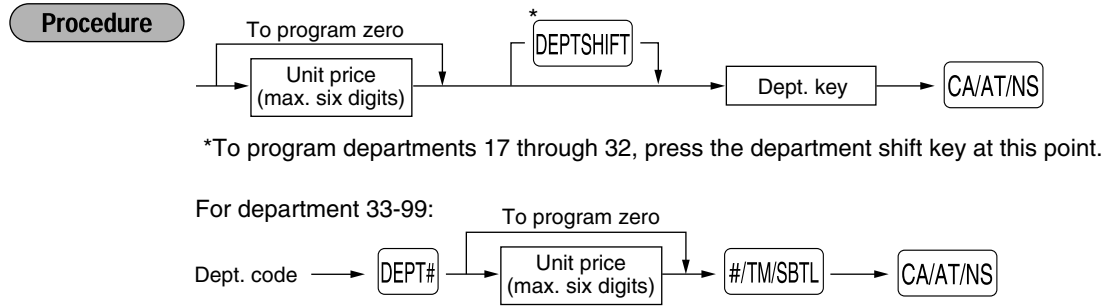 Procedure
To program zero
*
DEPTSHIFT
Unit price
(max. six digits)
Dept. key
CA/AT/NS
*To program departments 17 through 32, press the department shift key at this point.
For department 33-99:
To program zero
Dept. code
DEPT#
Unit price
(max. six digits)
#/TM/SBTL
CA/AT/NS